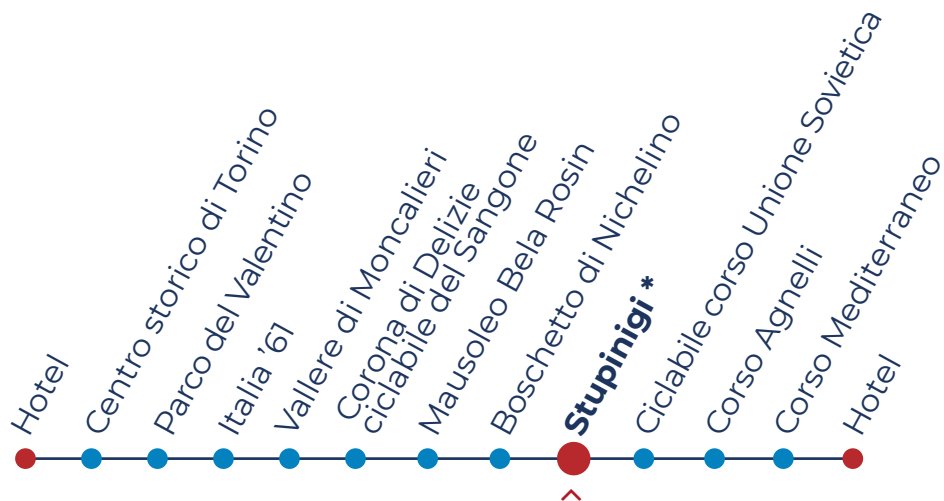 Hotel
Centro storico di Torino
Parco del Valentino
Italia '61
Vallere di Moncalieri
Corona di Delizie
ciclabile del Sangone
Mausoleo Bela Rosin
Boschetto di Nichelino
Stupinigi *
Ciclabile corso Unione Sovietica
Corso Agnelli
Corso Mediterraneo
Hotel